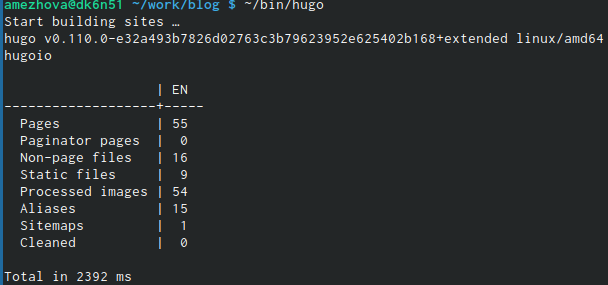 amezhova@dk6n51 ~/work/blog $ ~/bin/hugo
Start building sites …
hugo v0.110.0-e32a493b7826d02763c3b79623952e625402b168+extended linux/amd64
hugoio

                   | EN
-------------------+-----
  Pages            | 55
  Paginator pages  |  0
  Non-page files   | 16
  Static files     |  9
  Processed images | 54
  Aliases          | 15
  Sitemaps         |  1
  Cleaned          |  0

Total in 2392 ms